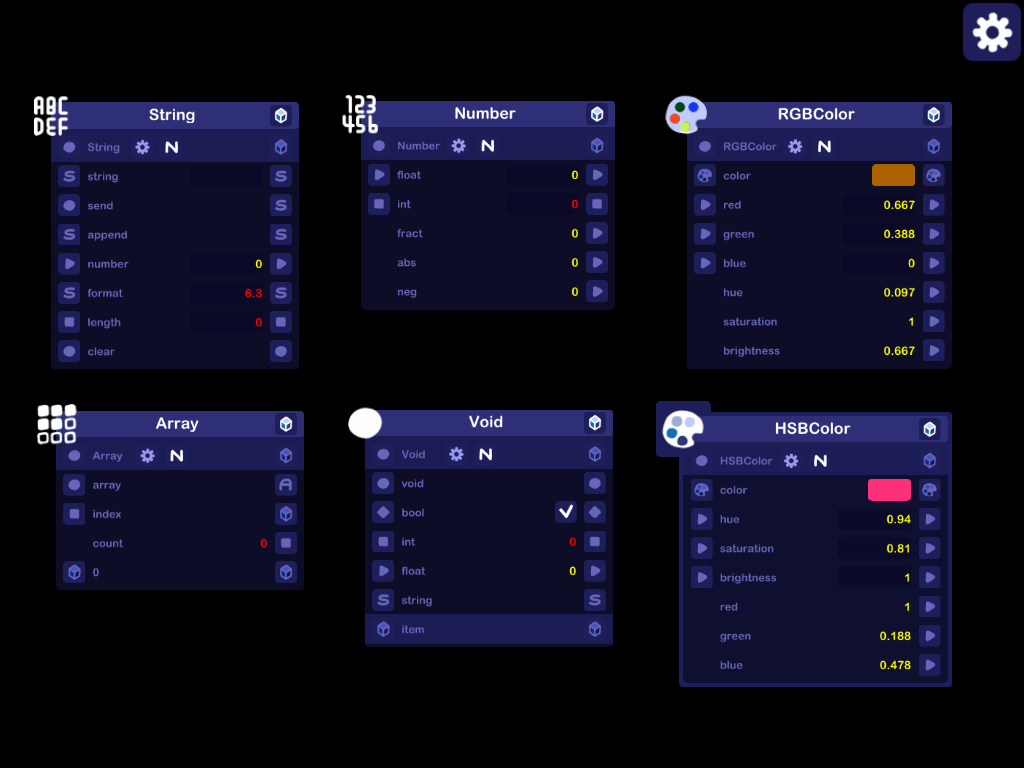 ABC
DEF
String
String N
string
send
append
number 0
format 6.3
length 0
clear
123
456
Number
Number N
float 0
int 0
fract 0
abs 0
neg 0
RGBColor
RGBColor N
color
red 0.667
green 0.388
blue 0
hue 0.097
saturation 1
brightness 0.667
Array
Array N
array
index
count 0
0
Void
Void N
void
bool
int 0
float 0
string
item
HSBColor
HSBColor N
color
hue 0.94
saturation 0.81
brightness 1
red 1
green 0.188
blue 0.478